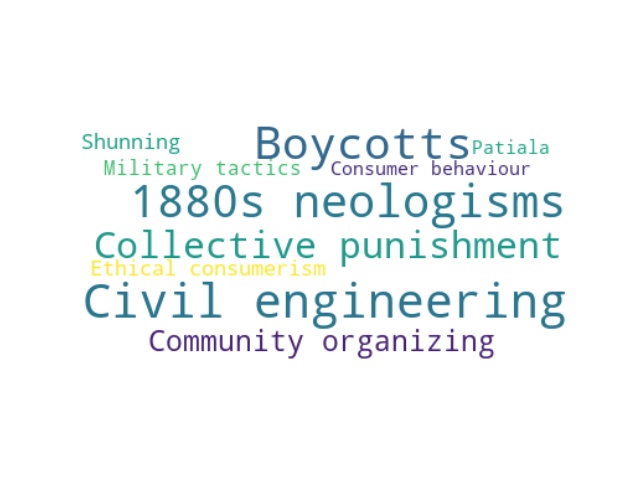 Shunning
Boycotts
Patiala
Military tactics
Consumer behaviour
1880s neologisms
Collective punishment
Ethical consumerism
Civil engineering
Community organizing